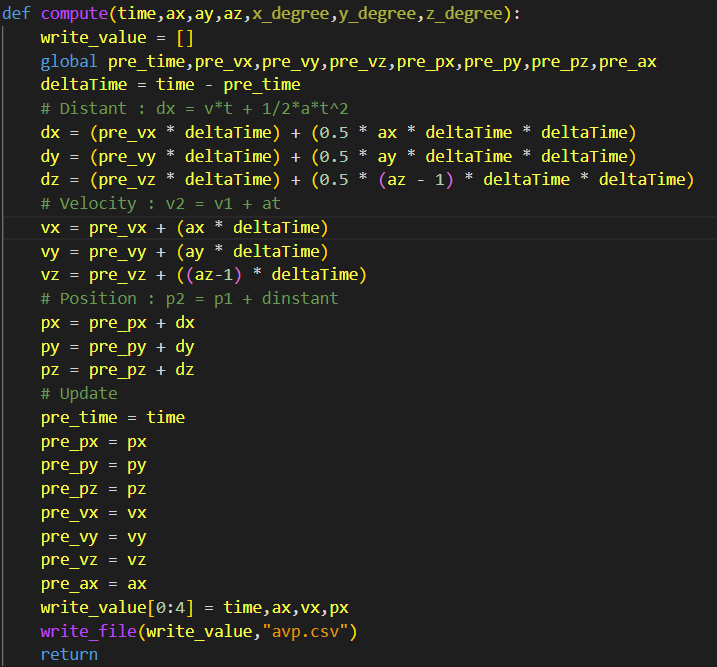 def compute(time,ax,ay,az,x_degree,y_degree,z_degree):
    write_value = []
    global pre_time,pre_vx,pre_vy,pre_vz,pre_px,pre_py,pre_pz,pre_ax
    deltaTime = time - pre_time
    # Distant : dx = v*t + 1/2*a*t^2
    dx = (pre_vx * deltaTime) + (0.5 * ax * deltaTime * deltaTime)
    dy = (pre_vy * deltaTime) + (0.5 * ay * deltaTime * deltaTime)
    dz = (pre_vz * deltaTime) + (0.5 * (az - 1) * deltaTime * deltaTime)
    # Velocity : v2 = v1 + at
    vx = pre_vx + (ax * deltaTime)
    vy = pre_vy + (ay * deltaTime)
    vz = pre_vz + ((az-1) * deltaTime)
    # Position : p2 = p1 + dinstant
    px = pre_px + dx
    py = pre_py + dy
    pz = pre_pz + dz
    # Update
    pre_time = time
    pre_px = px
    pre_py = py
    pre_pz = pz
    pre_vx = vx
    pre_vy = vy
    pre_vz = vz
    pre_ax = ax
    write_value[0:4] = time,ax,vx,px
    write_file(write_value,"avp.csv")
    return